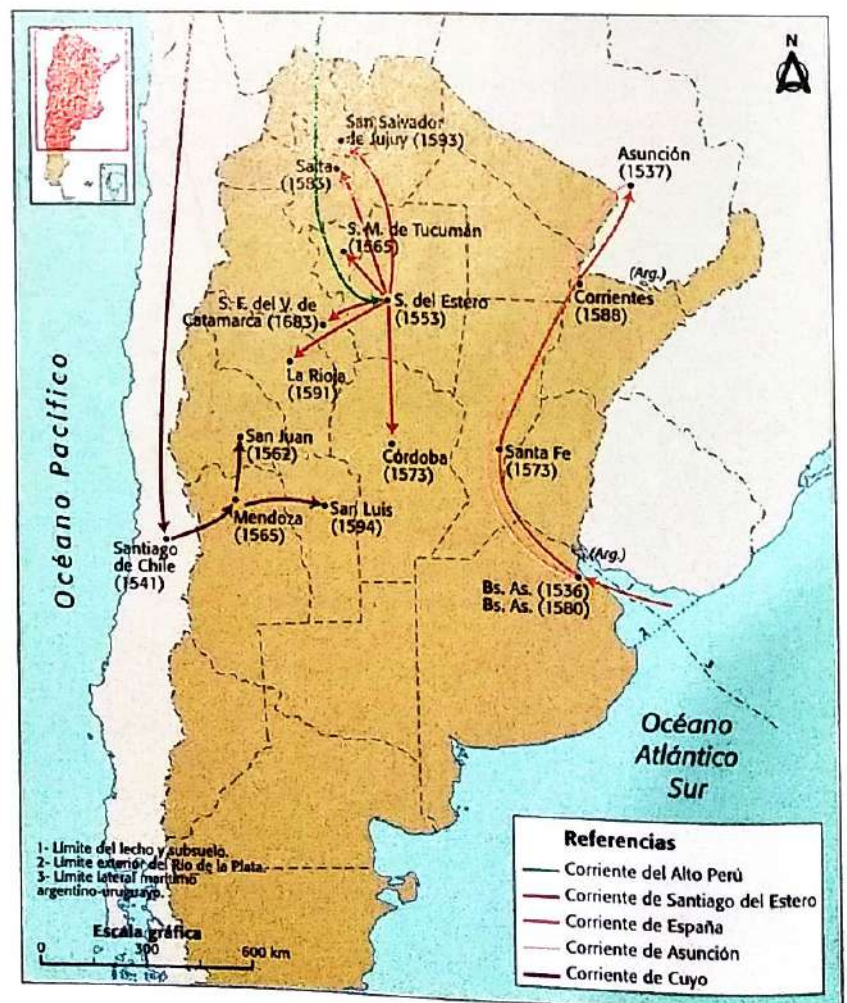 N
San Salvador
de Jujuy (1593)
Salta
(1583)
Asunción
(1537)
S. M. de Tucumán
(1565)
(Arg.)
Corrientes
(1588)
S. F. del V. de
Catamarca (1683)
S. del Estero
(1553)
La Rioja
(1591)
San Juan
(1562)
Córdoba
(1573)
Santa Fe
(1573)
Mendoza
(1565)
San Luis
(1594)
Santiago
de Chile
(1541)
(Arg.)
Bs. As. (1536)
Bs. As. (1580)
2
3
Océano Pacífico
Océano
Atlántico
Sur
1- Límite del lecho y subsuelo.
2- Límite exterior del Río de la Plata.
3- Límite lateral marítimo
argentino-uruguayo.
Escala gráfica
0 300 600 km
Referencias
Corriente del Alto Perú
Corriente de Santiago del Estero
Corriente de España
Corriente de Asunción
Corriente de Cuyo